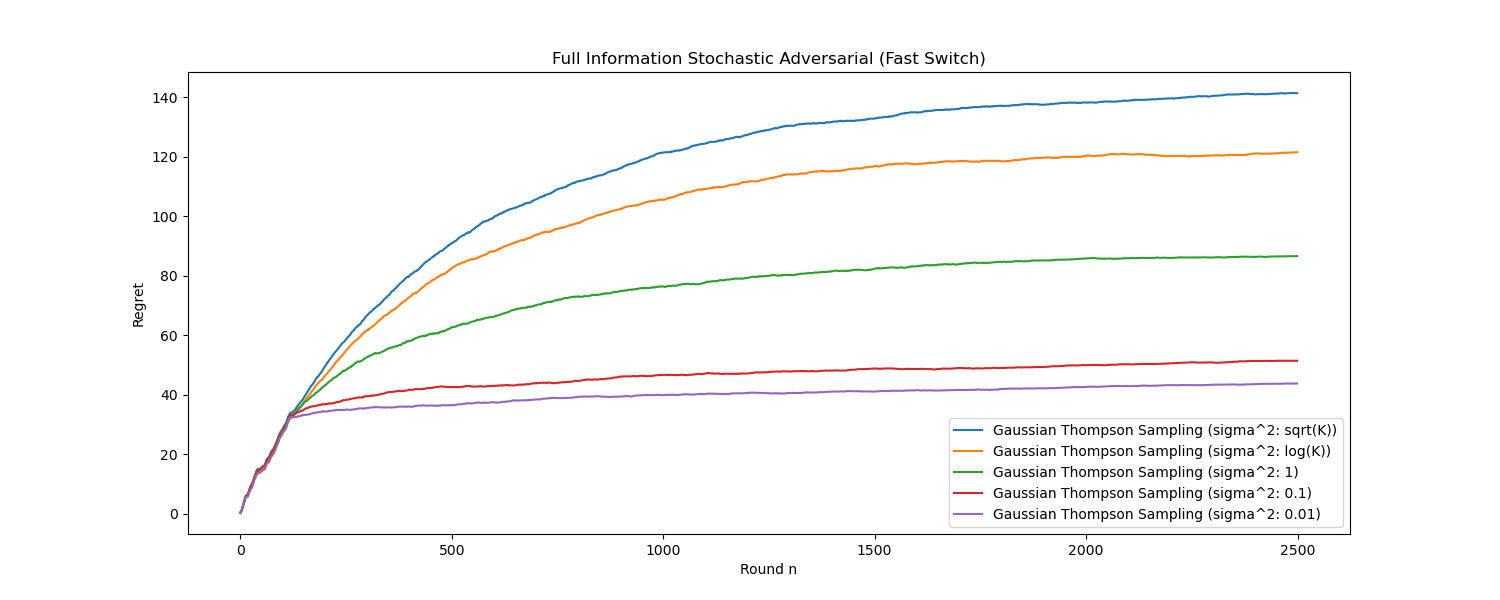 Full Information Stochastic Adversarial (Fast Switch)
140
120
100
80
60
40
20
0
Regret
0 500 1000 1500 2000 2500
Round n
Gaussian Thompson Sampling (sigma^2: sqrt(K))
Gaussian Thompson Sampling (sigma^2: log(K))
Gaussian Thompson Sampling (sigma^2: 1)
Gaussian Thompson Sampling (sigma^2: 0.1)
Gaussian Thompson Sampling (sigma^2: 0.01)